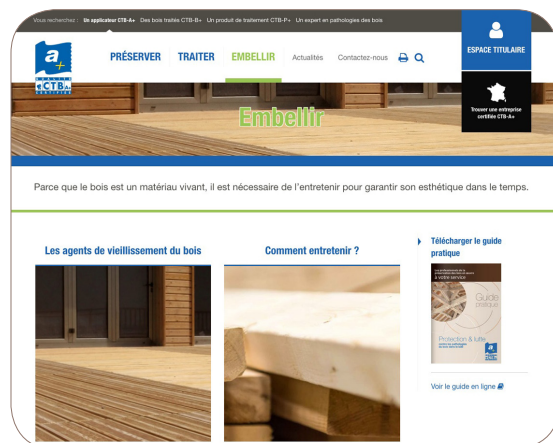 Vous recherchez : Un applicateur CTB-A+ Des bois traités CTB-B+ Un produit de traitement CTB-P+ Un expert en pathologies des bois
a+
QUALITÉ
CTB A+
CERTIFIÉE
PRÉSERVER TRAITER EMBELLIR Actualités Contactez-nous
ESPACE TITULAIRE
Trouver une entreprise
certifiée CTB-A+
Embellir
Parce que le bois est un matériau vivant, il est nécessaire de l'entretenir pour garantir son esthétique dans le temps.
Les agents de vieillissement du bois
Comment entretenir ?
Télécharger le guide
pratique
à votre service
Guide
pratique
Protection & lutte
Voir le guide en ligne